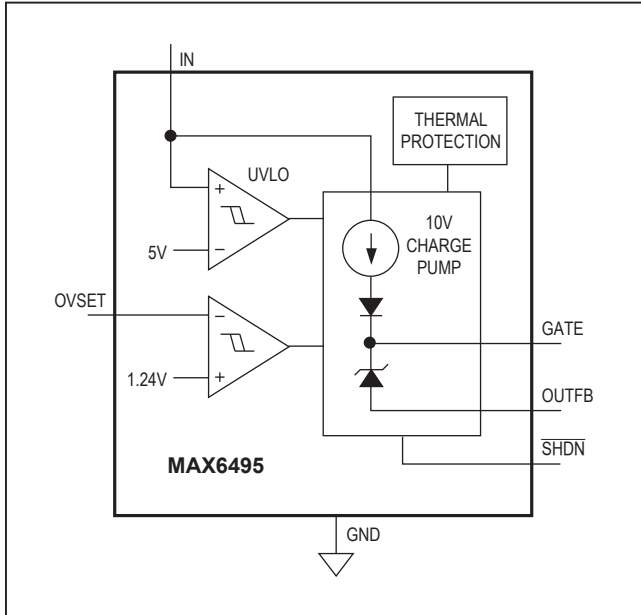 IN
THERMAL
PROTECTION
UVLO
+
10V
CHARGE
PUMP
5V
−
OVSET
−
GATE
1.24V
+
OUTFB
SHDN
MAX6495
GND